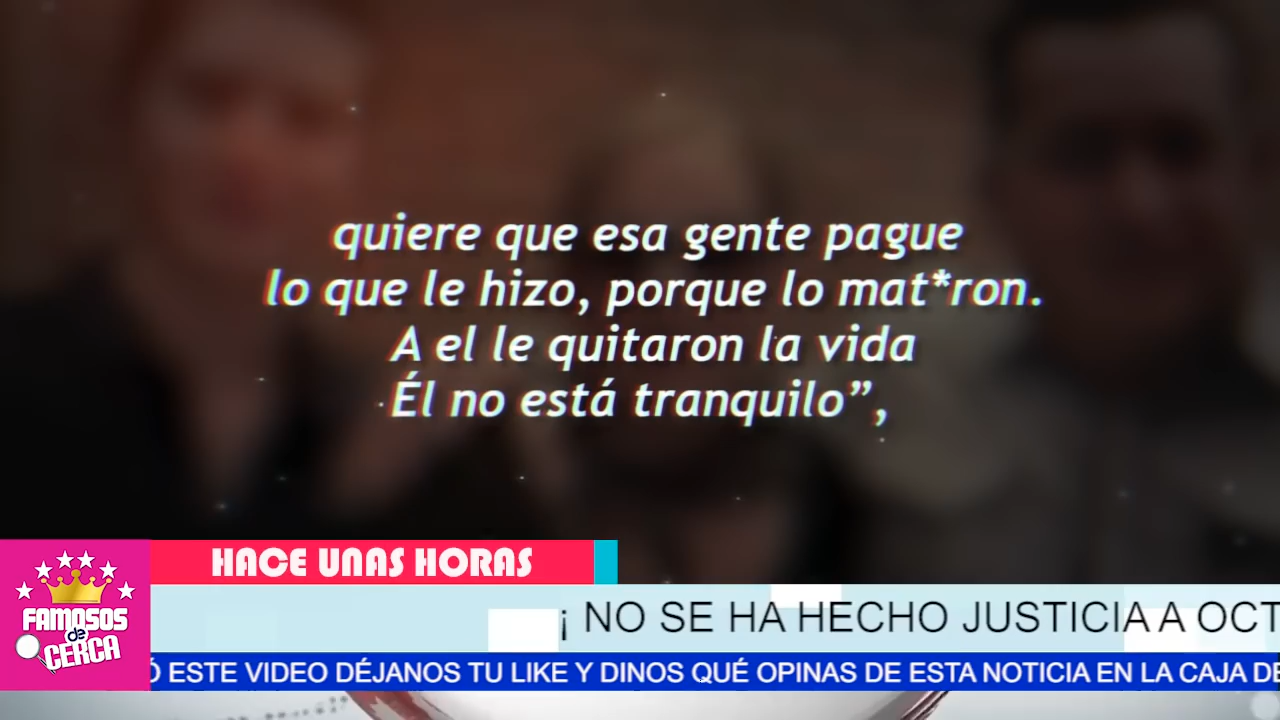 quiere que esa gente pague
lo que le hizo, porque lo mat*ron.
A el le quitaron la vida
Él no está tranquilo”,
HACE UNAS HORAS
FAMOSOS
de
CERCA
¡ NO SE HA HECHO JUSTICIA A OCT
Ó ESTE VIDEO DÉJANOS TU LIKE Y DINOS QUÉ OPINAS DE ESTA NOTICIA EN LA CAJA DE